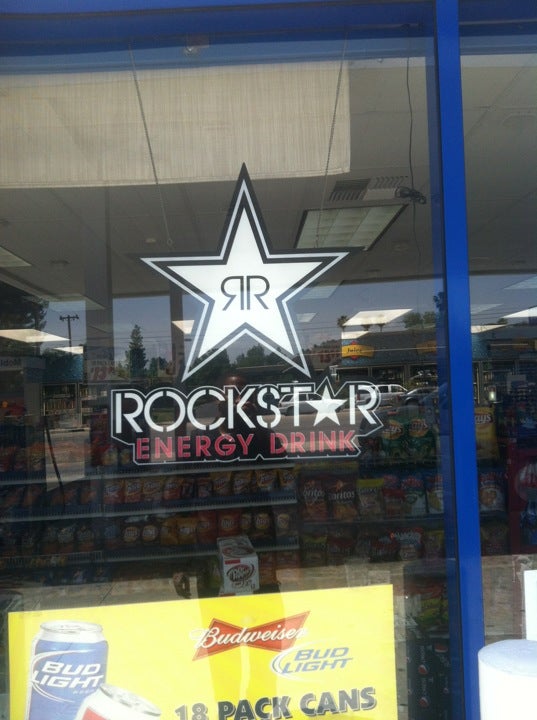 RR
ROCKSTAR
ENERGY DRINK
Budweiser
BUD LIGHT
BUD LIGHT
18 PACK CANS